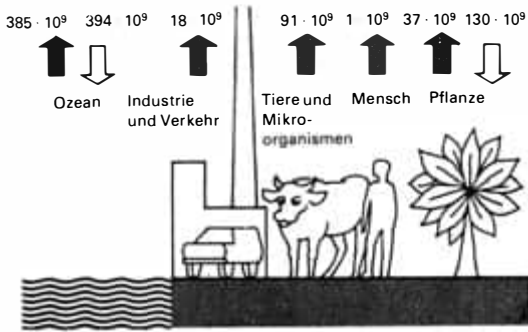 385 · 10⁹ 394 10⁹ 18 10⁹ 91 · 10⁹ 1 · 10⁹ 37 · 10⁹ 130 · 10⁹
Ozean Industrie und Verkehr Tiere und Mikro- organismen Mensch Pflanze